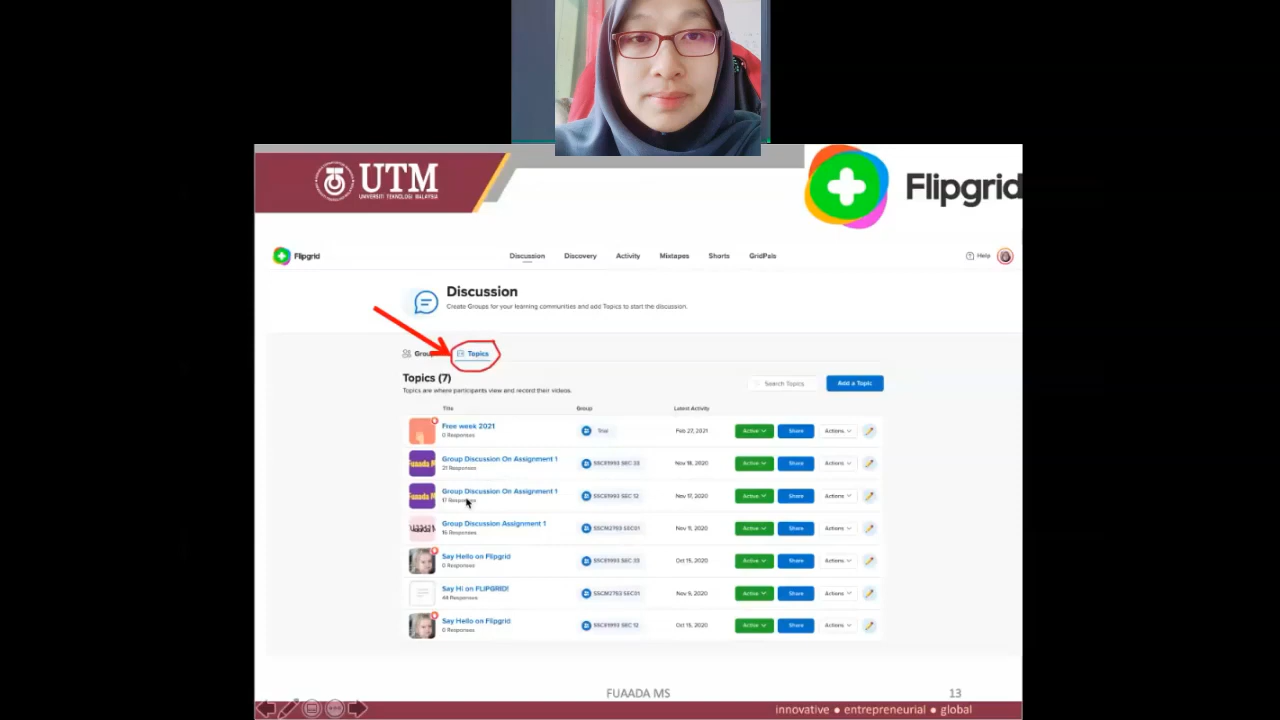 UTM
UNIVERSITI TEKNOLOGI MALAYSIA
Flipgrid
Flipgrid
Discussion Discovery Activity Mixtapes Shorts GridPals
Help
Discussion
Create Groups for your learning communities and add Topics to start the discussion.
Topics
Topics (7)
Topics are where participants view and record their videos.
Search Topics
Add a Topic
Title Group Latest Activity
Free week 2021 Trial Feb 27, 2021 Active Share Actions
0 Responses
Group Discussion On Assignment 1 Nov 18, 2020 Active Share Actions
21 Responses
Group Discussion On Assignment 1 Nov 17, 2020 Active Share Actions
17
Group Discussion Assignment 1 Nov 11, 2020 Active Share Actions
Responses
Say Hello on Flipgrid Oct 15, 2020 Active Share Actions
0 Responses
Say Hi on FLIPGRID! Nov 9, 2020 Active Share Actions
Responses
Say Hello on Flipgrid Oct 15, 2020 Active Share Actions
0 Responses
FUAADA MS
13
innovative ● entrepreneurial ● global